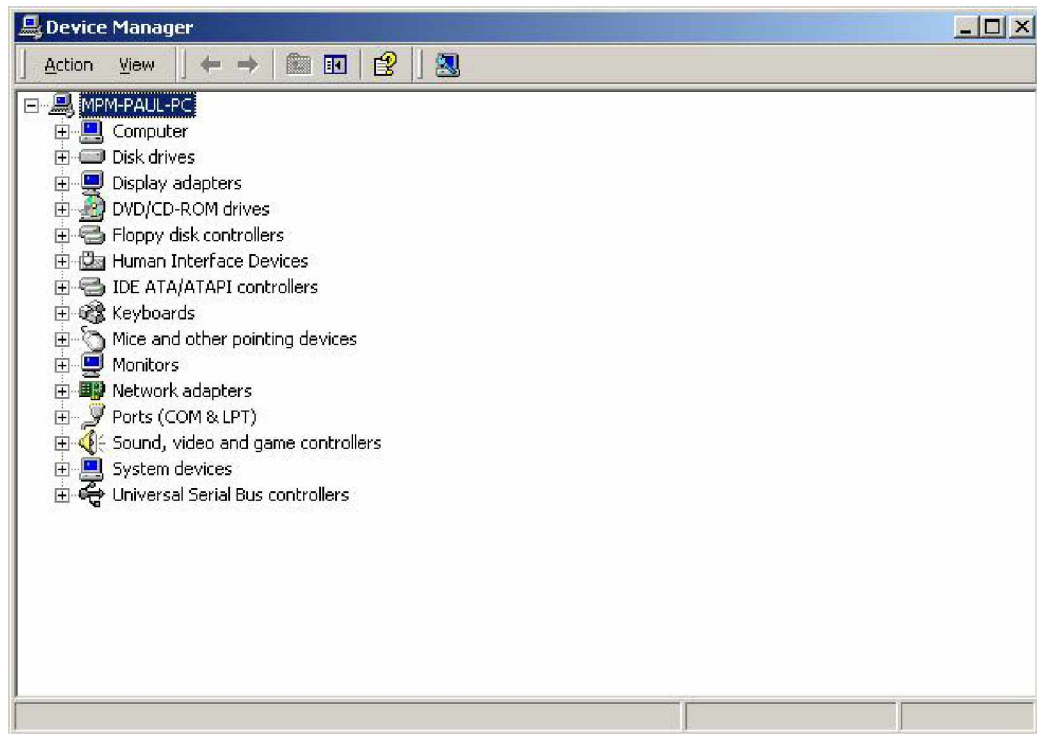 Device Manager
Action View
MPM-PAUL-PC
Computer
Disk drives
Display adapters
DVD/CD-ROM drives
Floppy disk controllers
Human Interface Devices
IDE ATA/ATAPI controllers
Keyboards
Mice and other pointing devices
Monitors
Network adapters
Ports (COM & LPT)
Sound, video and game controllers
System devices
Universal Serial Bus controllers